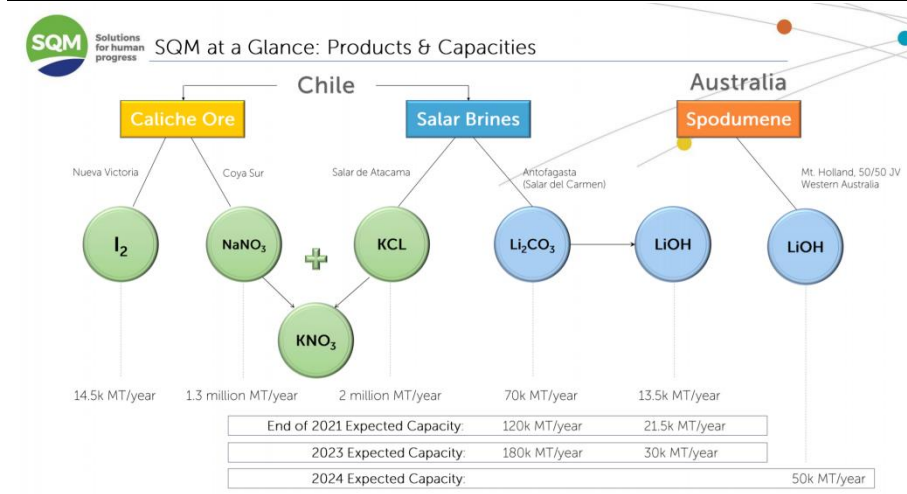 SQM
Solutions
for human
progress
SQM at a Glance: Products & Capacities
Chile
Australia
Caliche Ore
Salar Brines
Spodumene
Nueva Victoria
Coya Sur
Salar de Atacama
Antofagasta
(Salar del Carmen)
Mt. Holland, 50/50 JV
Western Australia
I₂
NaNO₃
+
KCL
Li₂CO₃
LiOH
LiOH
KNO₃
14.5k MT/year
1.3 million MT/year
2 million MT/year
70k MT/year
13.5k MT/year
End of 2021 Expected Capacity: 120k MT/year 21.5k MT/year
2023 Expected Capacity: 180k MT/year 30k MT/year
2024 Expected Capacity: 50k MT/year